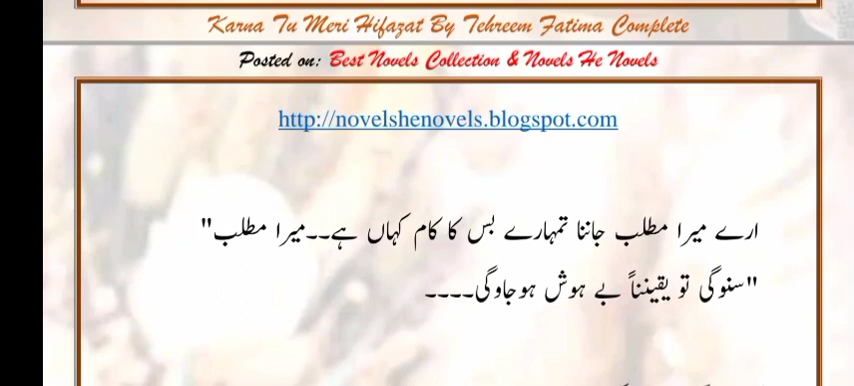 Karna Tu Meri Hifazat By Tehreem Fatima Complete
Posted on: Best Novels Collection & Novels He Novels
http://novelshenovels.blogspot.com
ارے میرا مطلب جاننا تمہارے بس کا کام کہاں ہے۔۔میرا مطلب"
"سنوگی تو یقینناً بے ہوش ہوجاوگی۔۔۔۔